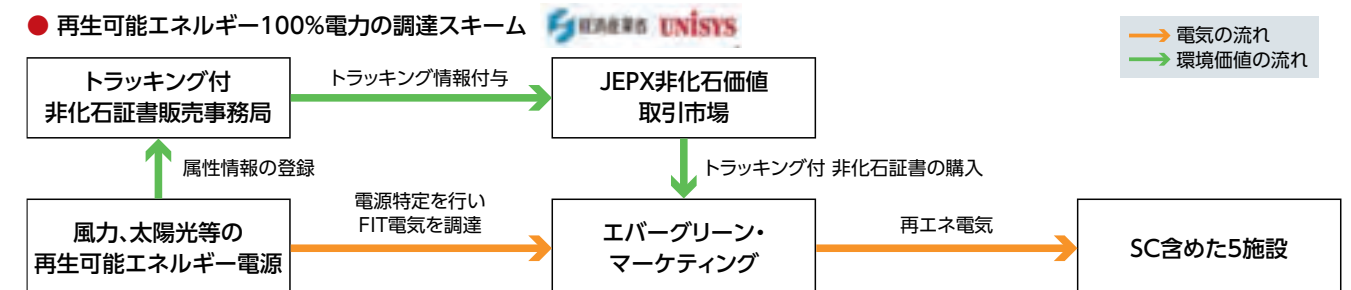 ● 再生可能エネルギー100%電力の調達スキーム
経済産業省 UNISYS
電気の流れ
環境価値の流れ
トラッキング付
非化石証書販売事務局
トラッキング情報付与
JEPX非化石価値
取引市場
属性情報の登録
トラッキング付 非化石証書の購入
風力、太陽光等の
再生可能エネルギー電源
電源特定を行い
FIT電気を調達
エバーグリーン・
マーケティング
再エネ電気
SC含めた5施設